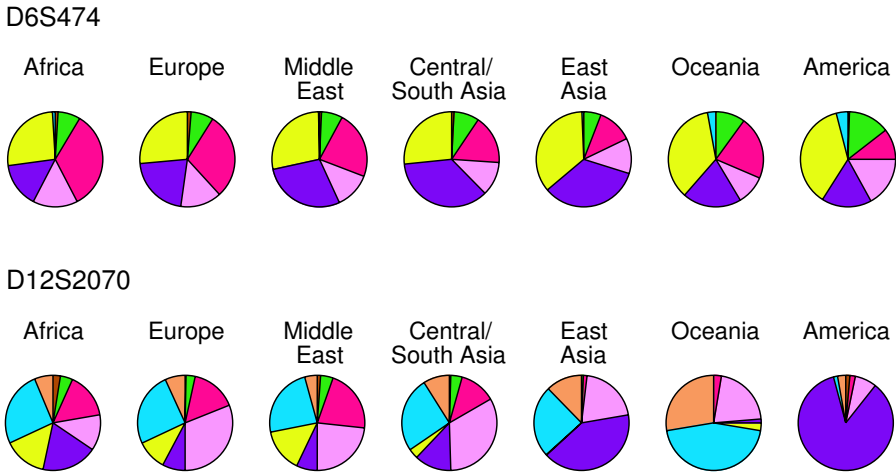 D6S474
Africa
Europe
Middle
East
Central/
South Asia
East
Asia
Oceania
America
D12S2070
Africa
Europe
Middle
East
Central/
South Asia
East
Asia
Oceania
America